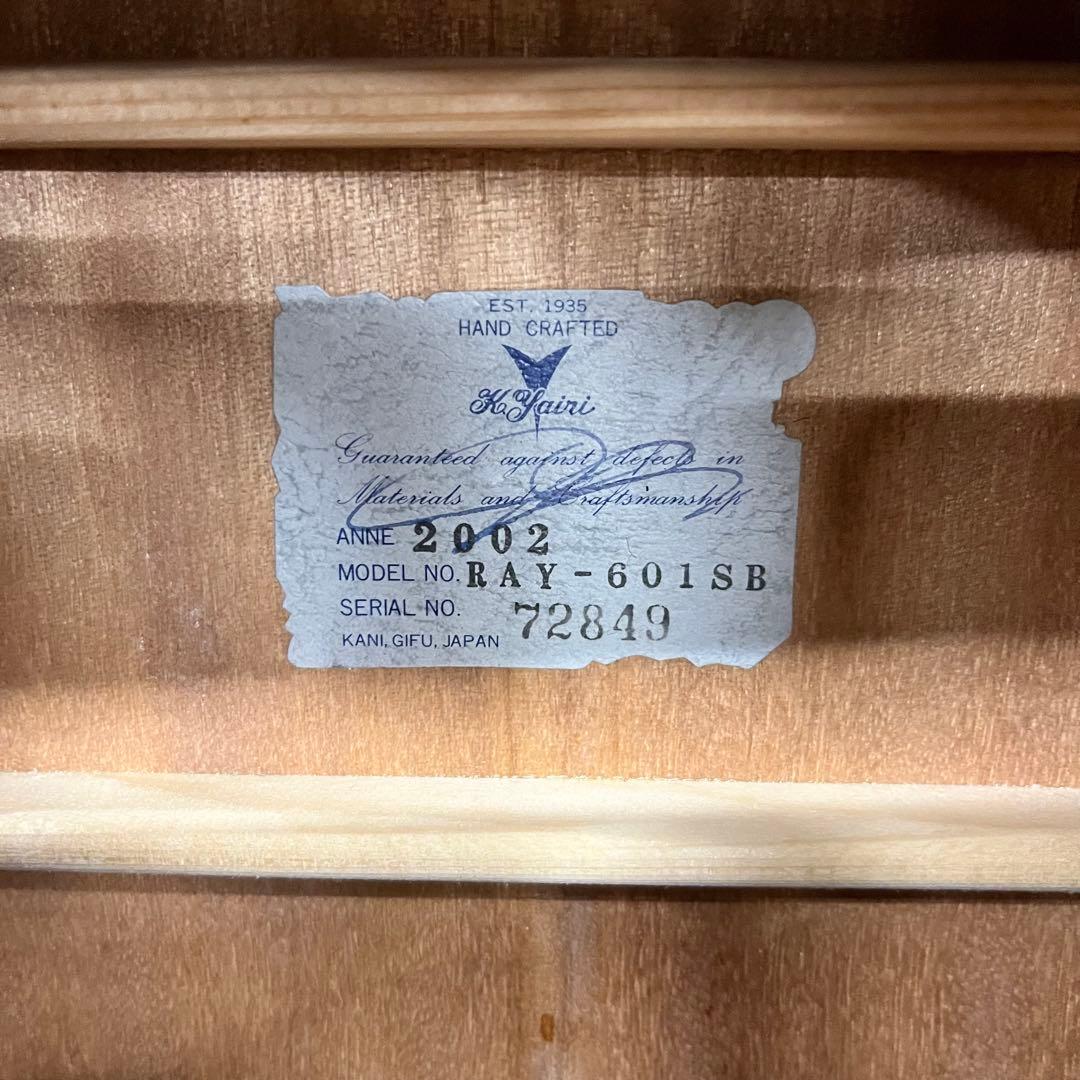 EST. 1935
HAND CRAFTED
K.Yairi
Guaranteed against defects in
Materials and Craftsmanship
ANNE 2002
MODEL NO. RAY-601SB
SERIAL NO. 72849
KANI, GIFU, JAPAN